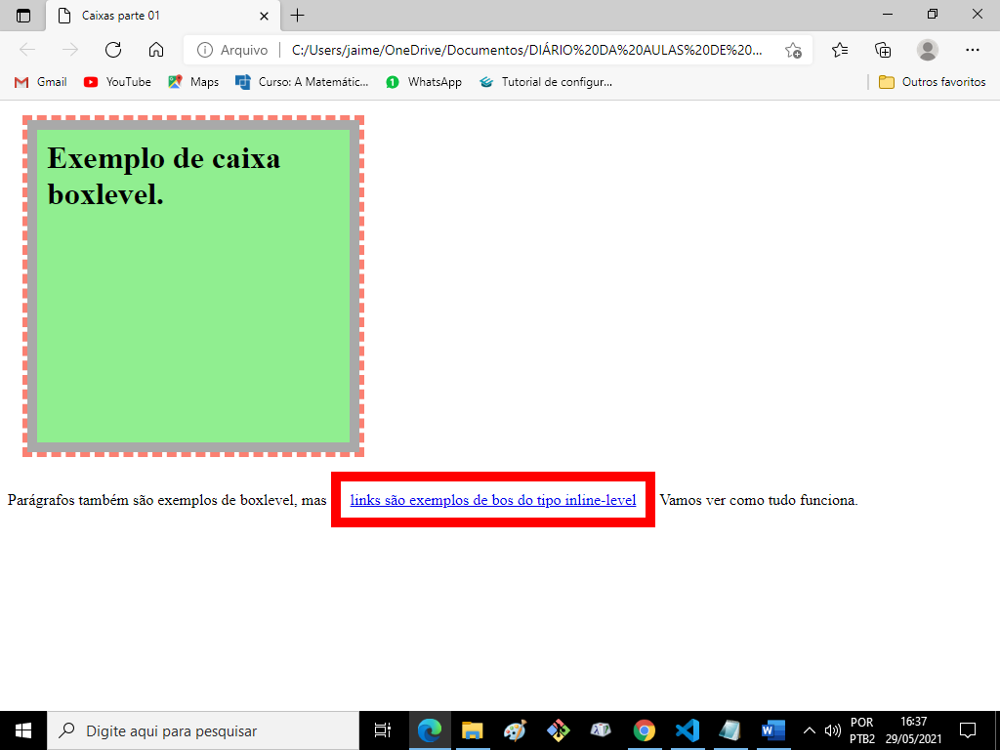 Caixas parte 01
Arquivo
C:/Users/jaime/OneDrive/Documentos/DIÁRIO%20DA%20AULAS%20DE%20...
Gmail
YouTube
Maps
Curso: A Matemátic...
1
WhatsApp
Tutorial de configur...
Outros favoritos
Exemplo de caixa
boxlevel.
Parágrafos também são exemplos de boxlevel, mas links são exemplos de bos do tipo inline-level Vamos ver como tudo funciona.
Digite aqui para pesquisar
W
POR
PTB2
16:37
29/05/2021